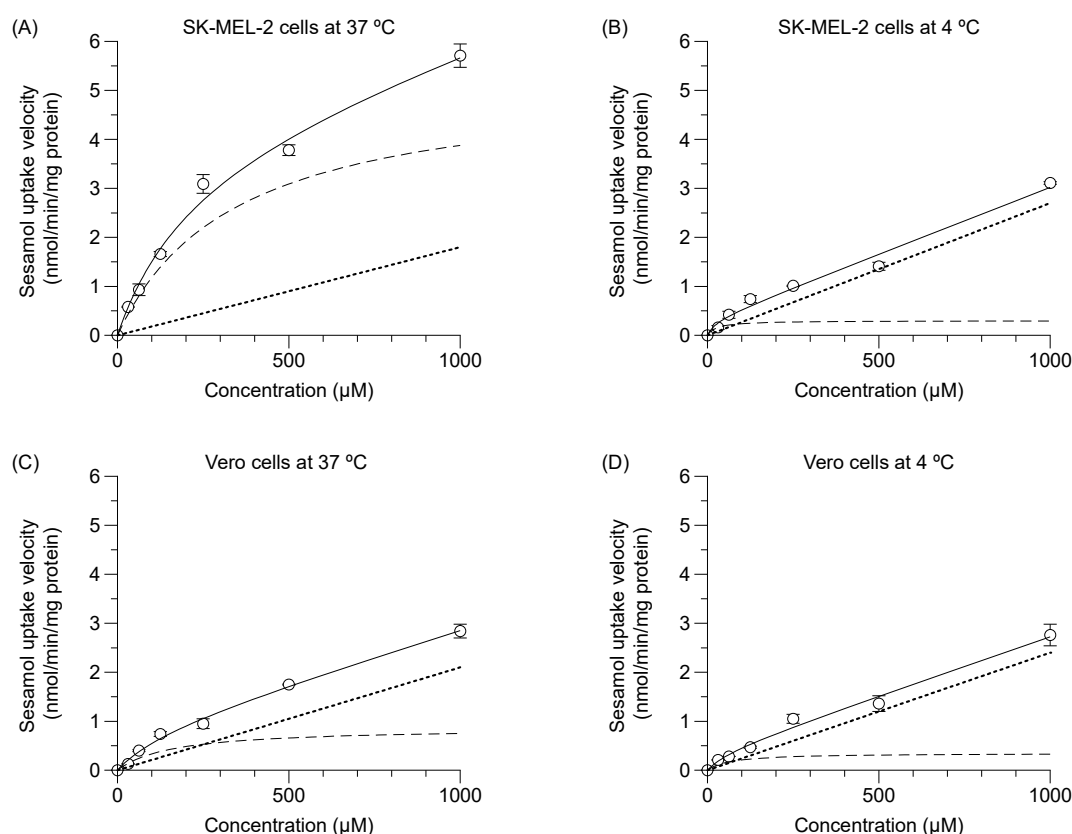 (A)
SK-MEL-2 cells at 37 ºC
Sesamol uptake velocity
(nmol/min/mg protein)
6
5
4
3
2
1
0
0
500
1000
Concentration (µM)
(B)
SK-MEL-2 cells at 4 ºC
Sesamol uptake velocity
(nmol/min/mg protein)
6
5
4
3
2
1
0
0
500
1000
Concentration (µM)
(C)
Vero cells at 37 ºC
Sesamol uptake velocity
(nmol/min/mg protein)
6
5
4
3
2
1
0
0
500
1000
Concentration (µM)
(D)
Vero cells at 4 ºC
Sesamol uptake velocity
(nmol/min/mg protein)
6
5
4
3
2
1
0
0
500
1000
Concentration (µM)